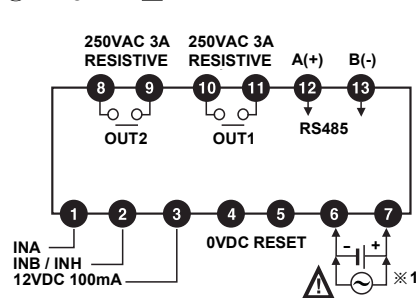 250VAC 3A 250VAC 3A
RESISTIVE RESISTIVE A(+) B(-)
8 9 10 11 12 13
OUT2 OUT1 RS485
1 2 3 4 5 6 7
INA 0VDC RESET - +
INB / INH
12VDC 100mA ※1